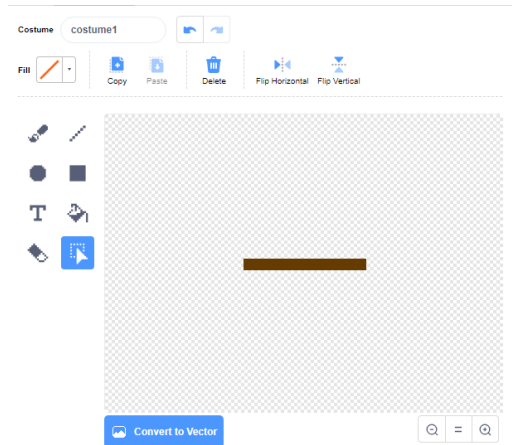 Costume costume1
Fill
Copy Paste Delete Flip Horizontal Flip Vertical
T
Convert to Vector
=